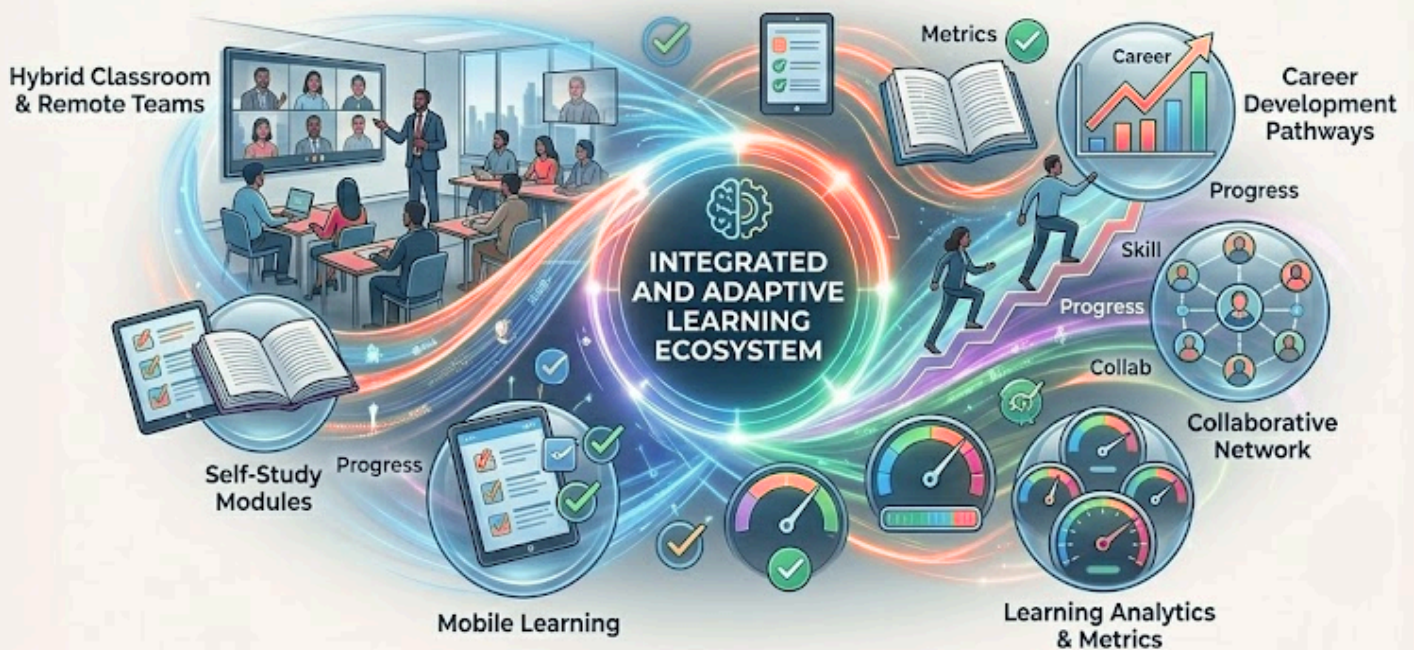 Hybrid Classroom
& Remote Teams
Metrics
Career
Career
Development
Pathways
Progress
INTEGRATED
AND ADAPTIVE
LEARNING
ECOSYSTEM
Skill
Progress
Collab
Collaborative
Network
Self-Study
Modules
Progress
Mobile Learning
Learning Analytics
& Metrics